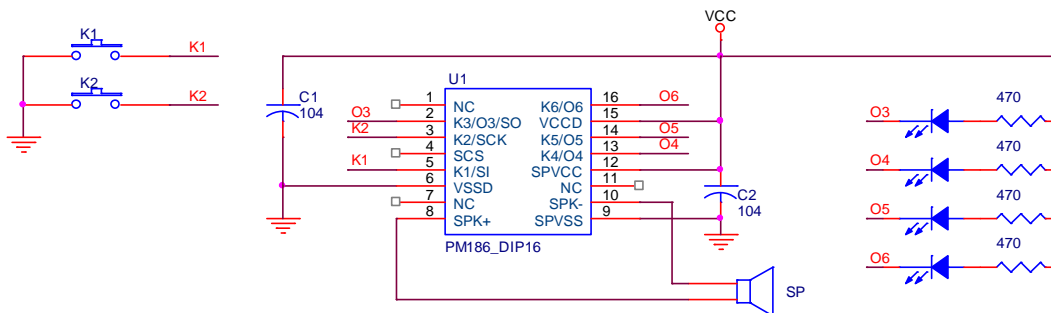 VCC
K1
K1
K2
K2
C1
104
U1
1 NC K6/O6 16 O6
O3 2 K3/O3/SO VCCD 15
K2 3 K2/SCK K5/O5 14 O5
4 SCS K4/O4 13 O4
K1 5 K1/SI SPVCC 12
6 VSSD NC 11
7 NC SPK- 10
8 SPK+ SPVSS 9
PM186_DIP16
C2
104
SP
470
O3
470
O4
470
O5
470
O6